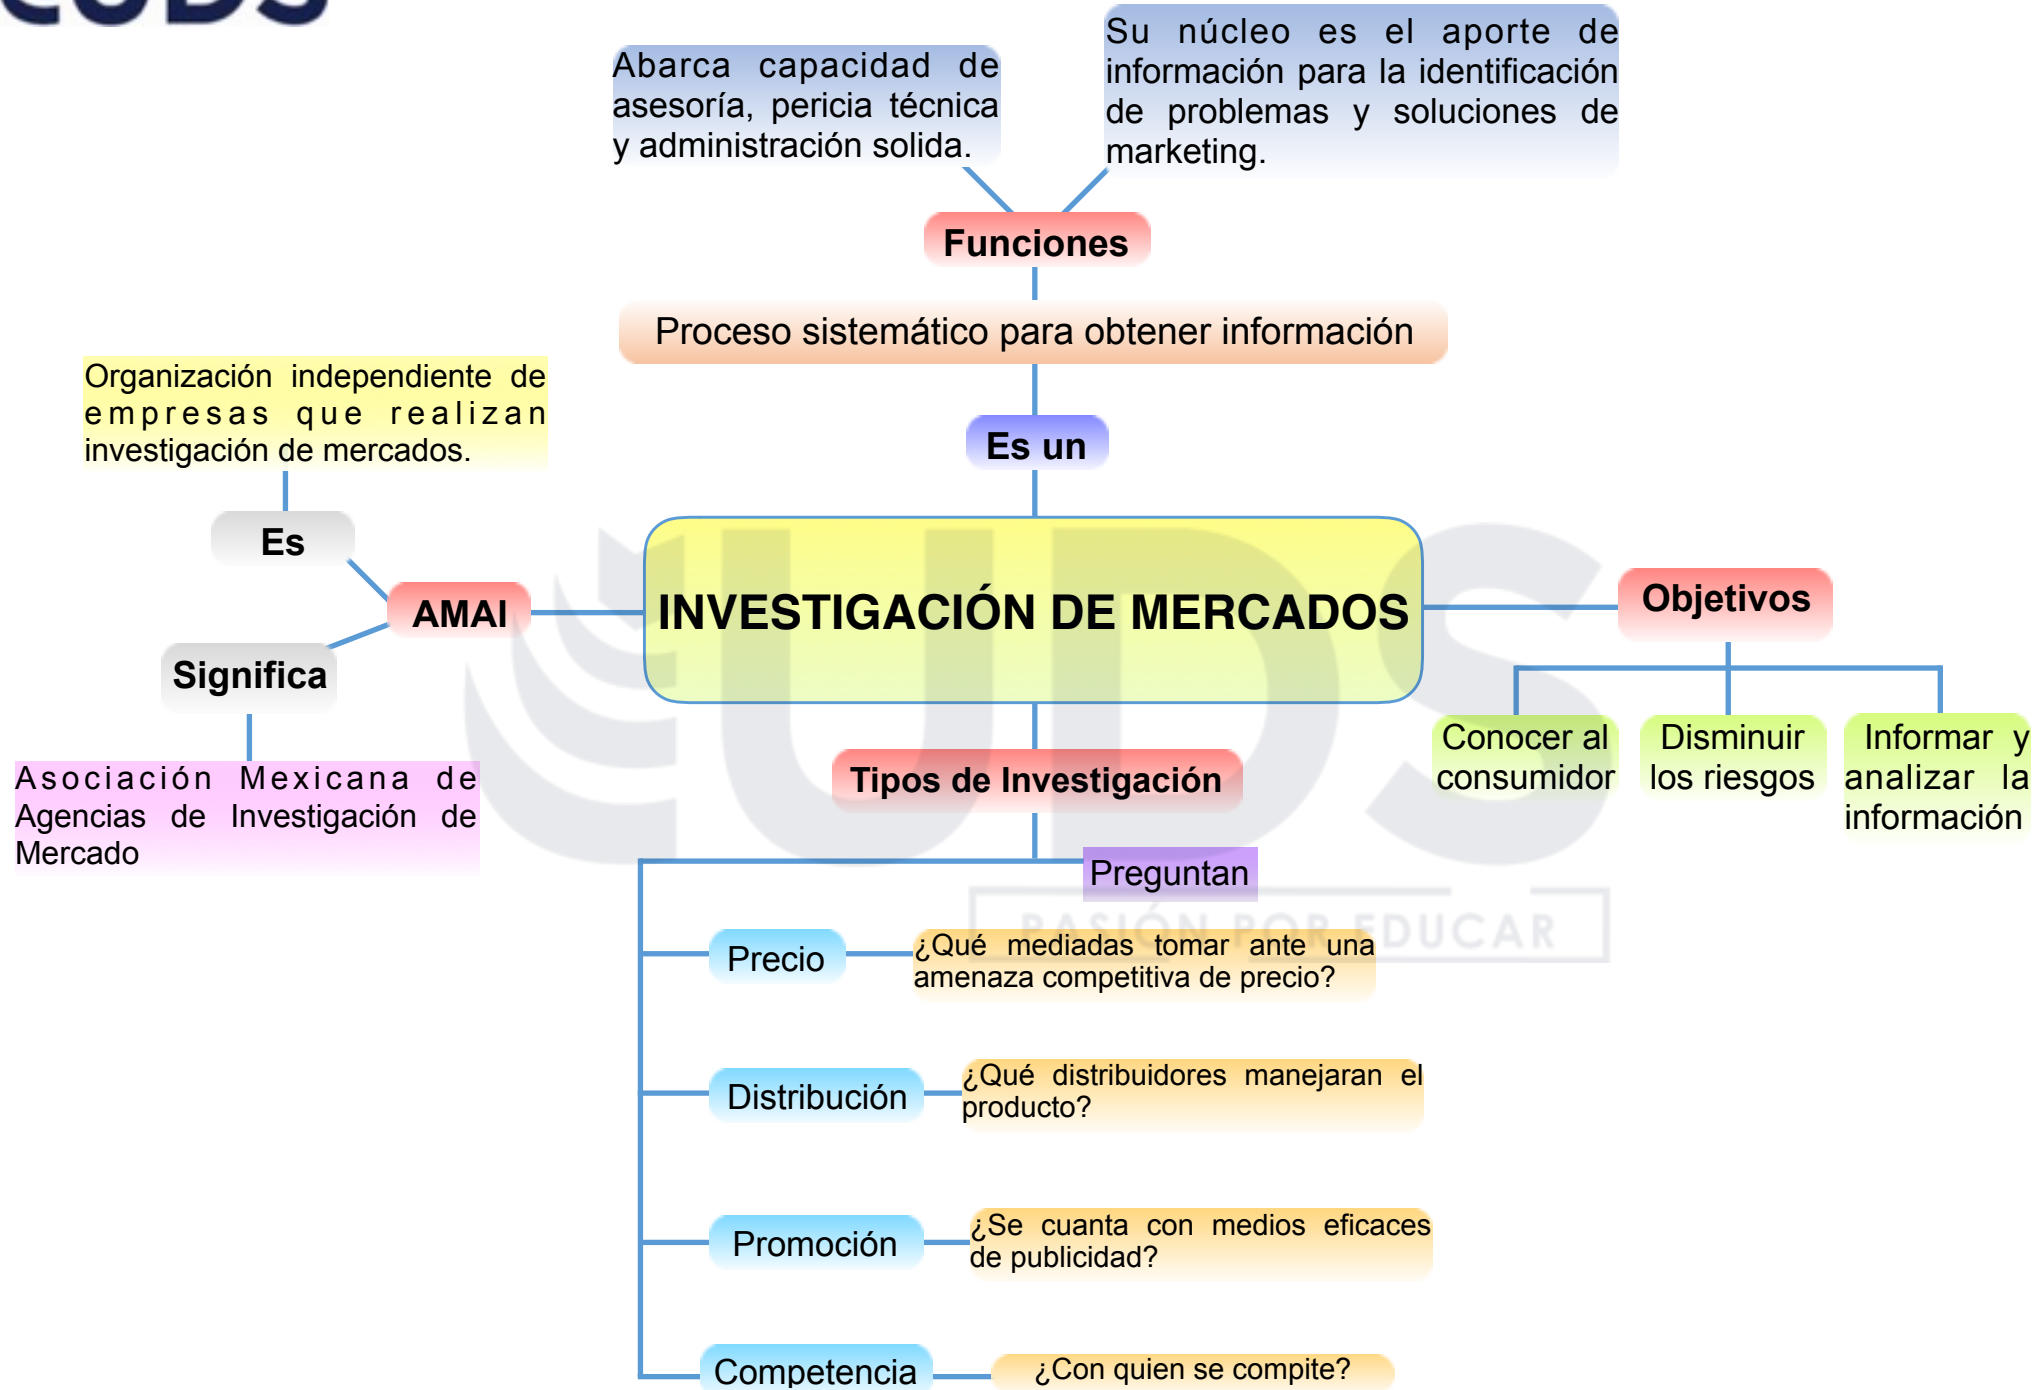 UDS
Abarca capacidad de
asesoría, pericia técnica
y administración solida.
Su núcleo es el aporte de
información para la identificación
de problemas y soluciones de
marketing.
Funciones
Proceso sistemático para obtener información
Es un
Organización independiente de
empresas que realizan
investigación de mercados.
Es
AMAI
Significa
Asociación Mexicana de
Agencias de Investigación de
Mercado
INVESTIGACIÓN DE MERCADOS
Objetivos
Conocer al
consumidor
Disminuir
los riesgos
Informar y
analizar la
información
UDS
PASIÓN POR EDUCAR
Tipos de Investigación
Preguntan
Precio
¿Qué mediadas tomar ante una
amenaza competitiva de precio?
Distribución
¿Qué distribuidores manejaran el
producto?
Promoción
¿Se cuanta con medios eficaces
de publicidad?
Competencia
¿Con quien se compite?